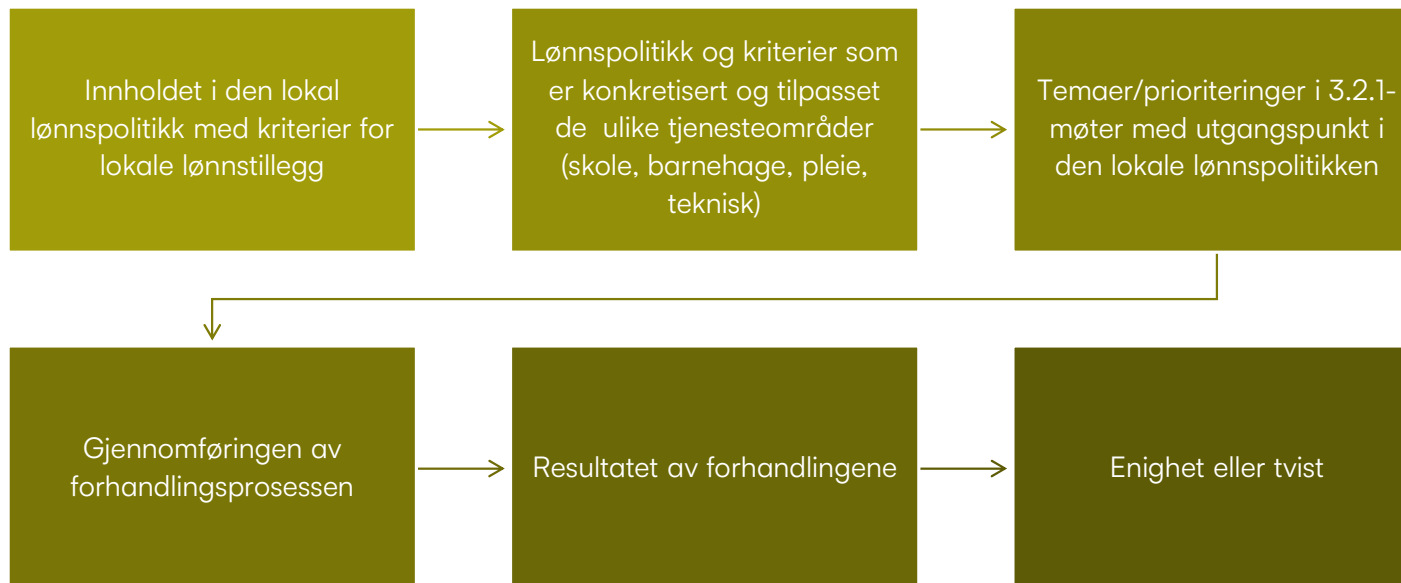 Innholdet i den lokal
lønnspolitikk med kriterier for
lokale lønnstillegg
Lønnspolitikk og kriterier som
er konkretisert og tilpasset
de ulike tjenesteområder
(skole, barnehage, pleie,
teknisk)
Temaer/prioriteringer i 3.2.1-
møter med utgangspunkt i
den lokale lønnspolitikken
Gjennomføringen av
forhandlingsprosessen
Resultatet av forhandlingene
Enighet eller tvist